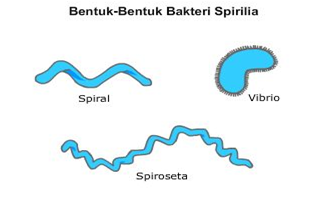 Bentuk-Bentuk Bakteri Spirilia
Spiral
Vibrio
Spiroseta